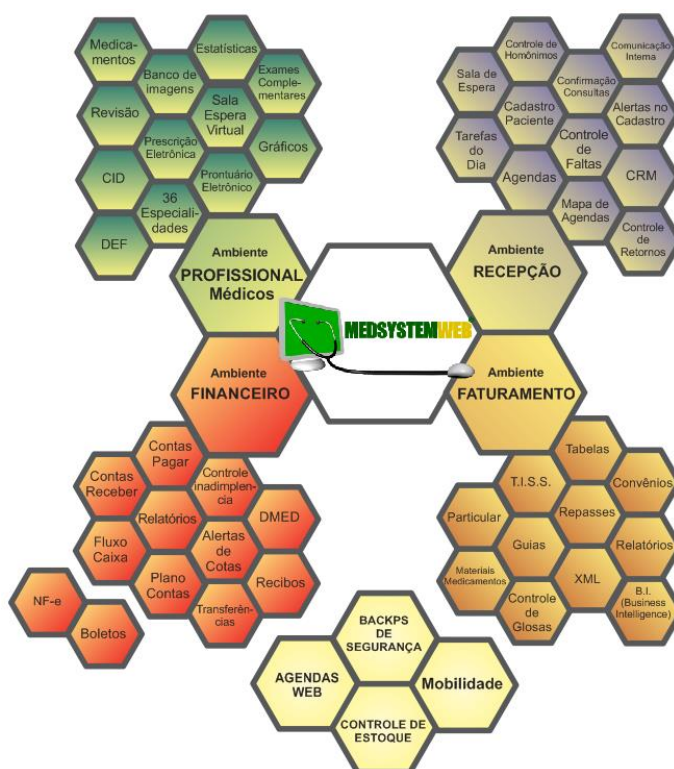 Medica-
mentos
Estatísticas
Banco de
imagens
Exames
Comple-
mentares
Revisão
Sala
Espera
Virtual
Prescrição
Eletrônica
Gráficos
CID
Prontuário
Eletrônico
36
Especiali-
dades
DEF
Ambiente
PROFISSIONAL
Médicos
Controle de
Homônimos
Comunicação
Interna
Sala de
Espera
Confirmação
Consultas
Cadastro
Paciente
Alertas no
Cadastro
Tarefas
do
Dia
Controle
de
Faltas
Agendas
CRM
Mapa de
Agendas
Controle
de
Retornos
Ambiente
RECEPÇÃO
MEDSYSTEMWEB
Ambiente
FINANCEIRO
Ambiente
FATURAMENTO
Contas
Pagar
Contas
Receber
Controle
inadimplen-
cia
Relatórios
DMED
Fluxo
Caixa
Alertas
de
Cotas
Plano
Contas
Recibos
Transferên-
cias
NF-e
Boletos
Tabelas
T.I.S.S.
Convênios
Particular
Repasses
Guias
Relatórios
Materiais
Medicamentos
XML
Controle
de
Glosas
B.I.
(Business
Intelligence)
BACKPS
DE
SEGURANÇA
AGENDAS
WEB
Mobilidade
CONTROLE DE
ESTOQUE